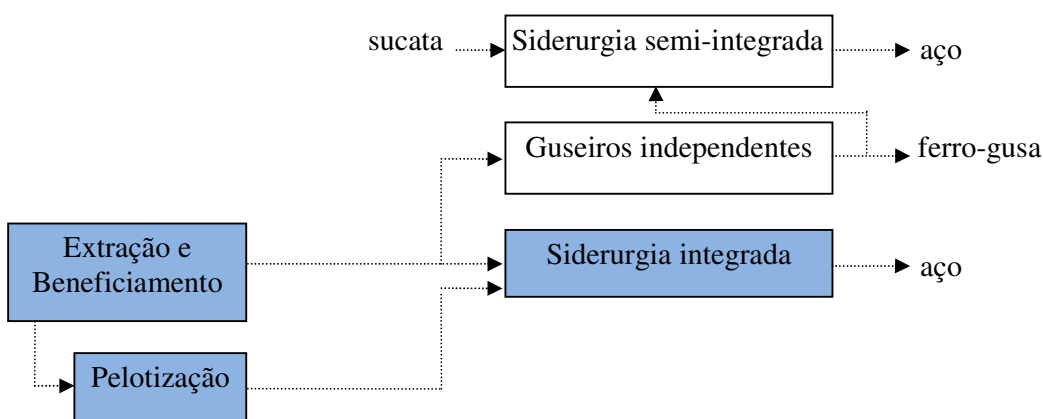 sucata
Siderurgia semi-integrada
aço
Guseiros independentes
ferro-gusa
Extração e
Beneficiamento
Siderurgia integrada
aço
Pelotização